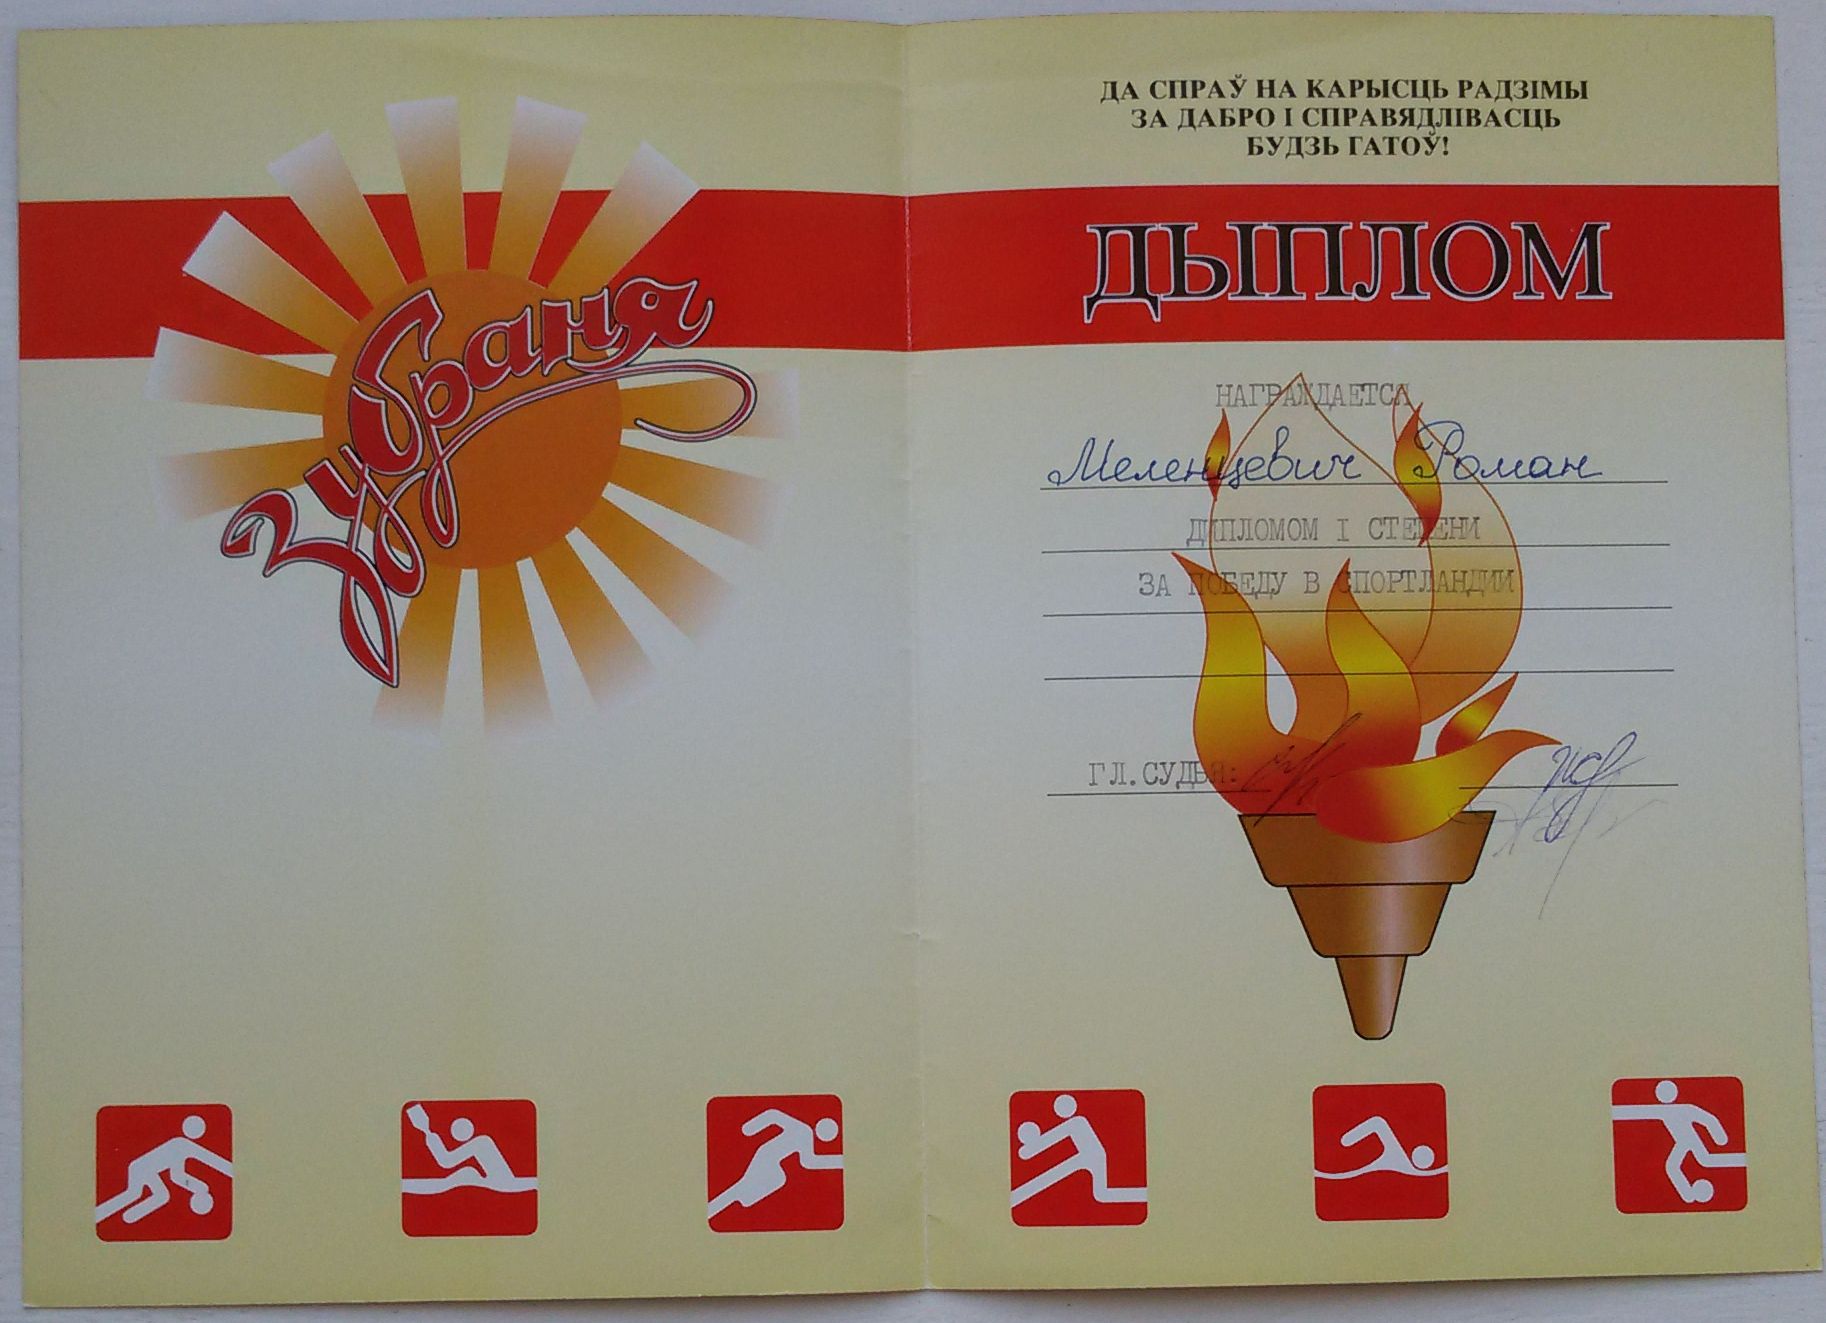 Зубраня
ДА СПРАЎ НА КАРЫСЦЬ РАДЗІМЫ
ЗА ДАБРО І СПРАВЯДЛІВАСЦЬ
БУДЗЬ ГАТОЎ!
ДЫПЛОМ
НАГРАЖДАЕТСЯ
Меленцевич Роман
ДИПЛОМОМ I СТЕПЕНИ
ЗА ПОБЕДУ В СПОРТЛАНДИИ
ГЛ.СУДЬЯ: